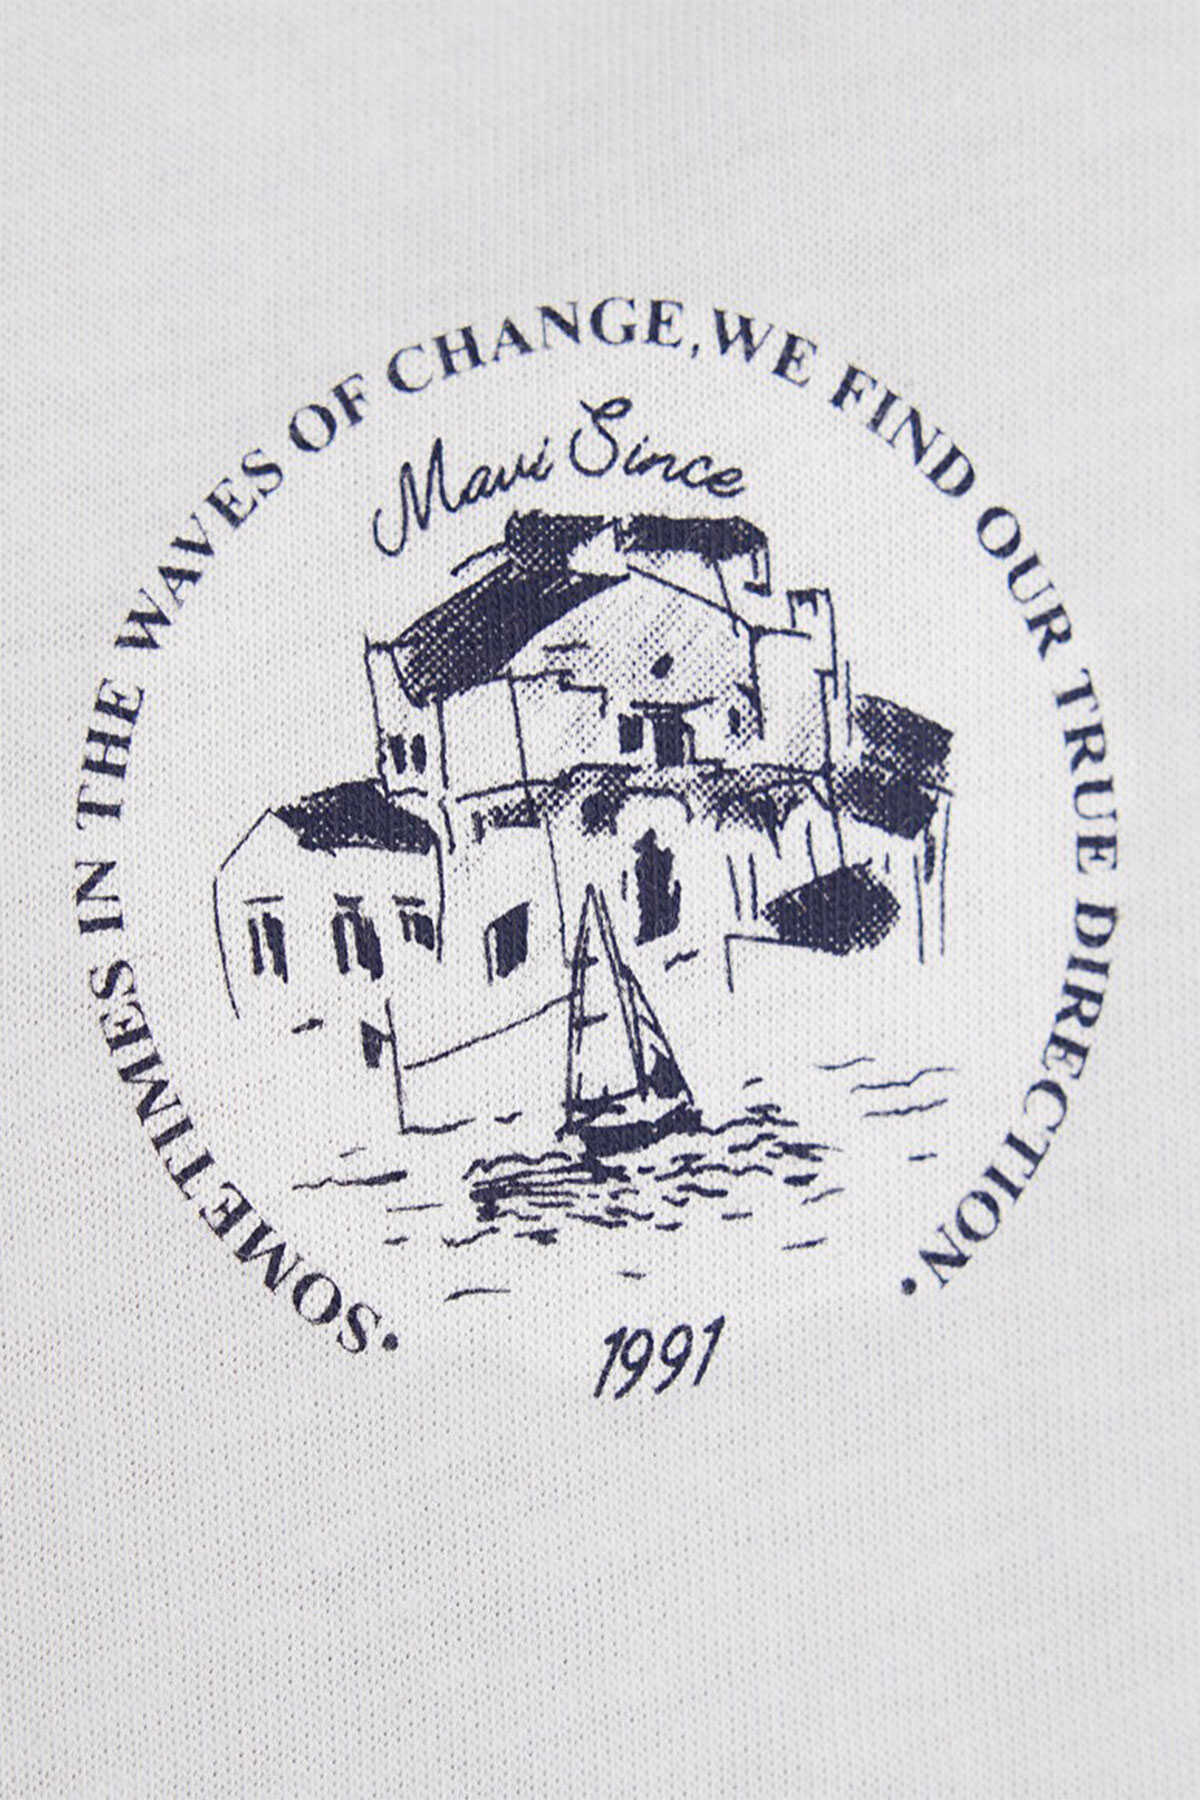 •SOMETIMES IN THE WAVES OF CHANGE,WE FIND OUR TRUE DIRECTION.•
Mavi Since
1991